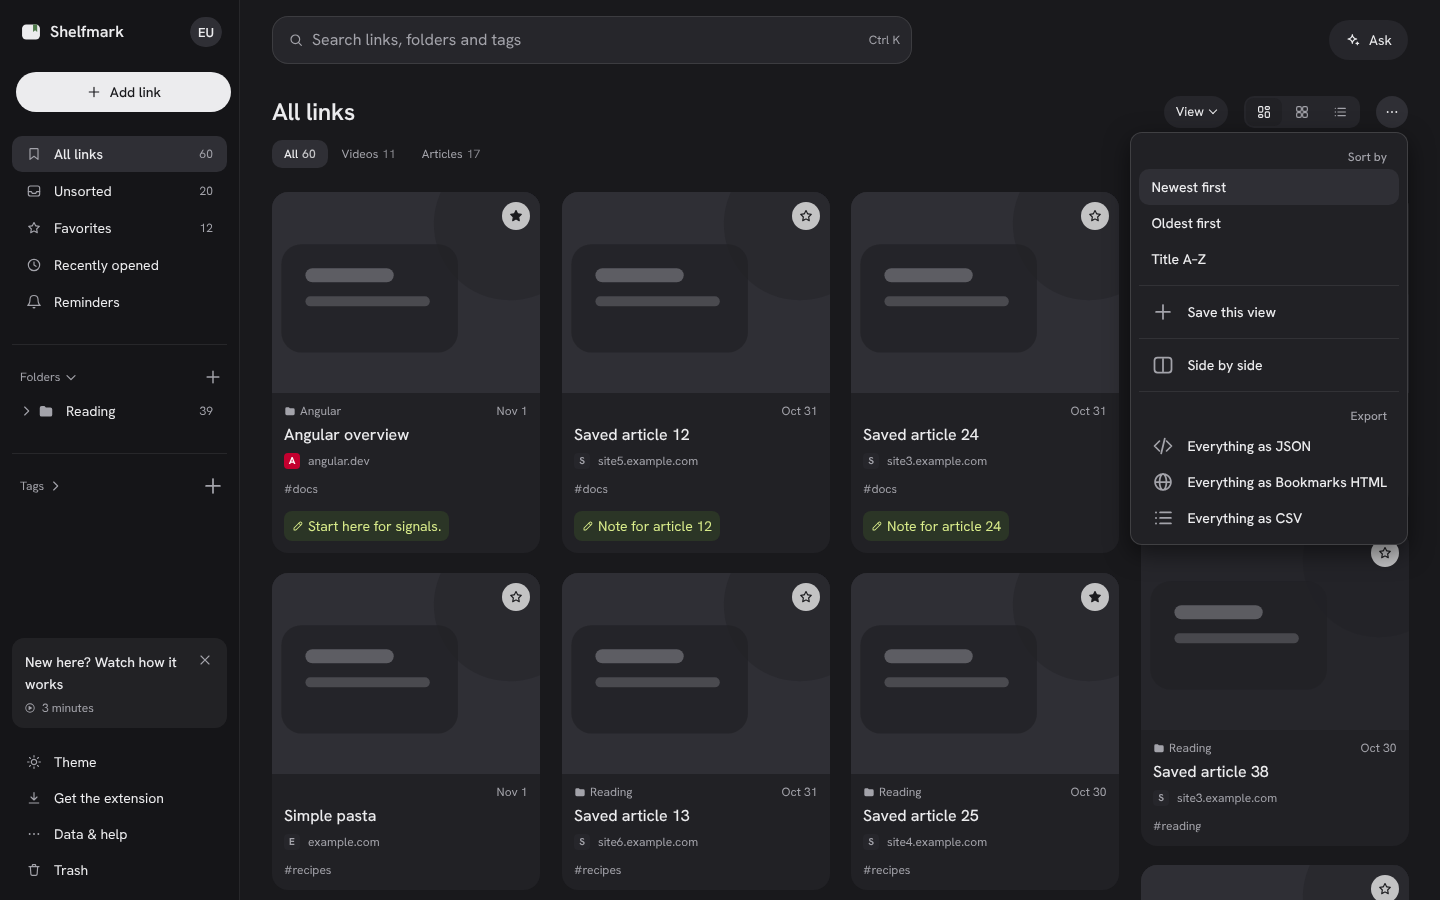 Shelfmark
EU
Add link
All links 60
Unsorted 20
Favorites 12
Recently opened
Reminders
Folders
Reading 39
Tags
New here? Watch how it
works
3 minutes
Theme
Get the extension
Data & help
Trash
Search links, folders and tags
Ctrl K
Ask
All links
View
All 60
Videos 11
Articles 17
Sort by
Newest first
Oldest first
Title A–Z
Save this view
Side by side
Export
Everything as JSON
Everything as Bookmarks HTML
Everything as CSV
Angular Nov 1
Angular overview
A angular.dev
#docs
Start here for signals.
Oct 31
Saved article 12
S site5.example.com
#docs
Note for article 12
Oct 31
Saved article 24
S site3.example.com
#docs
Note for article 24
Nov 1
Simple pasta
E example.com
#recipes
Reading Oct 31
Saved article 13
S site6.example.com
#recipes
Reading Oct 30
Saved article 25
S site4.example.com
#recipes
Reading Oct 30
Saved article 38
S site3.example.com
#reading